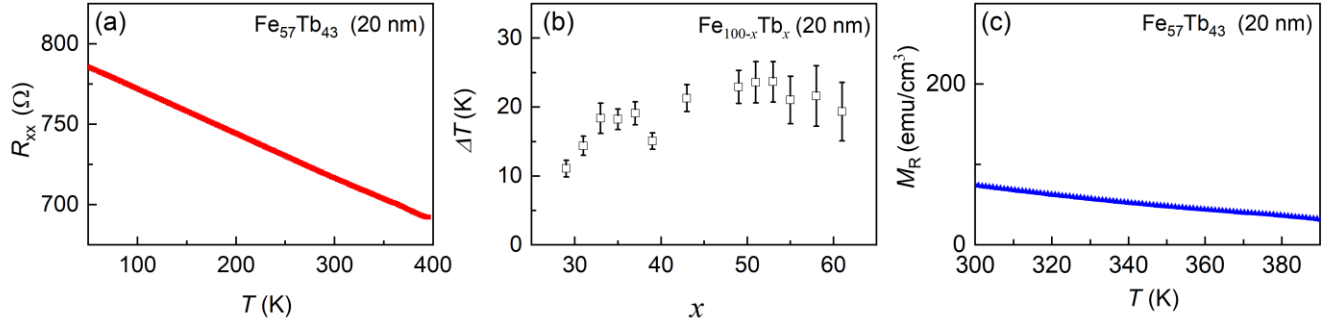 (a) Fe57Tb43 (20 nm)
800
750
700
Rxx (Ω)
100 200 300 400
T (K)
(b) Fe100-xTbx (20 nm)
30
20
10
0
ΔT (K)
30 40 50 60
x
(c) Fe57Tb43 (20 nm)
200
0
MR (emu/cm3)
300 320 340 360 380
T (K)